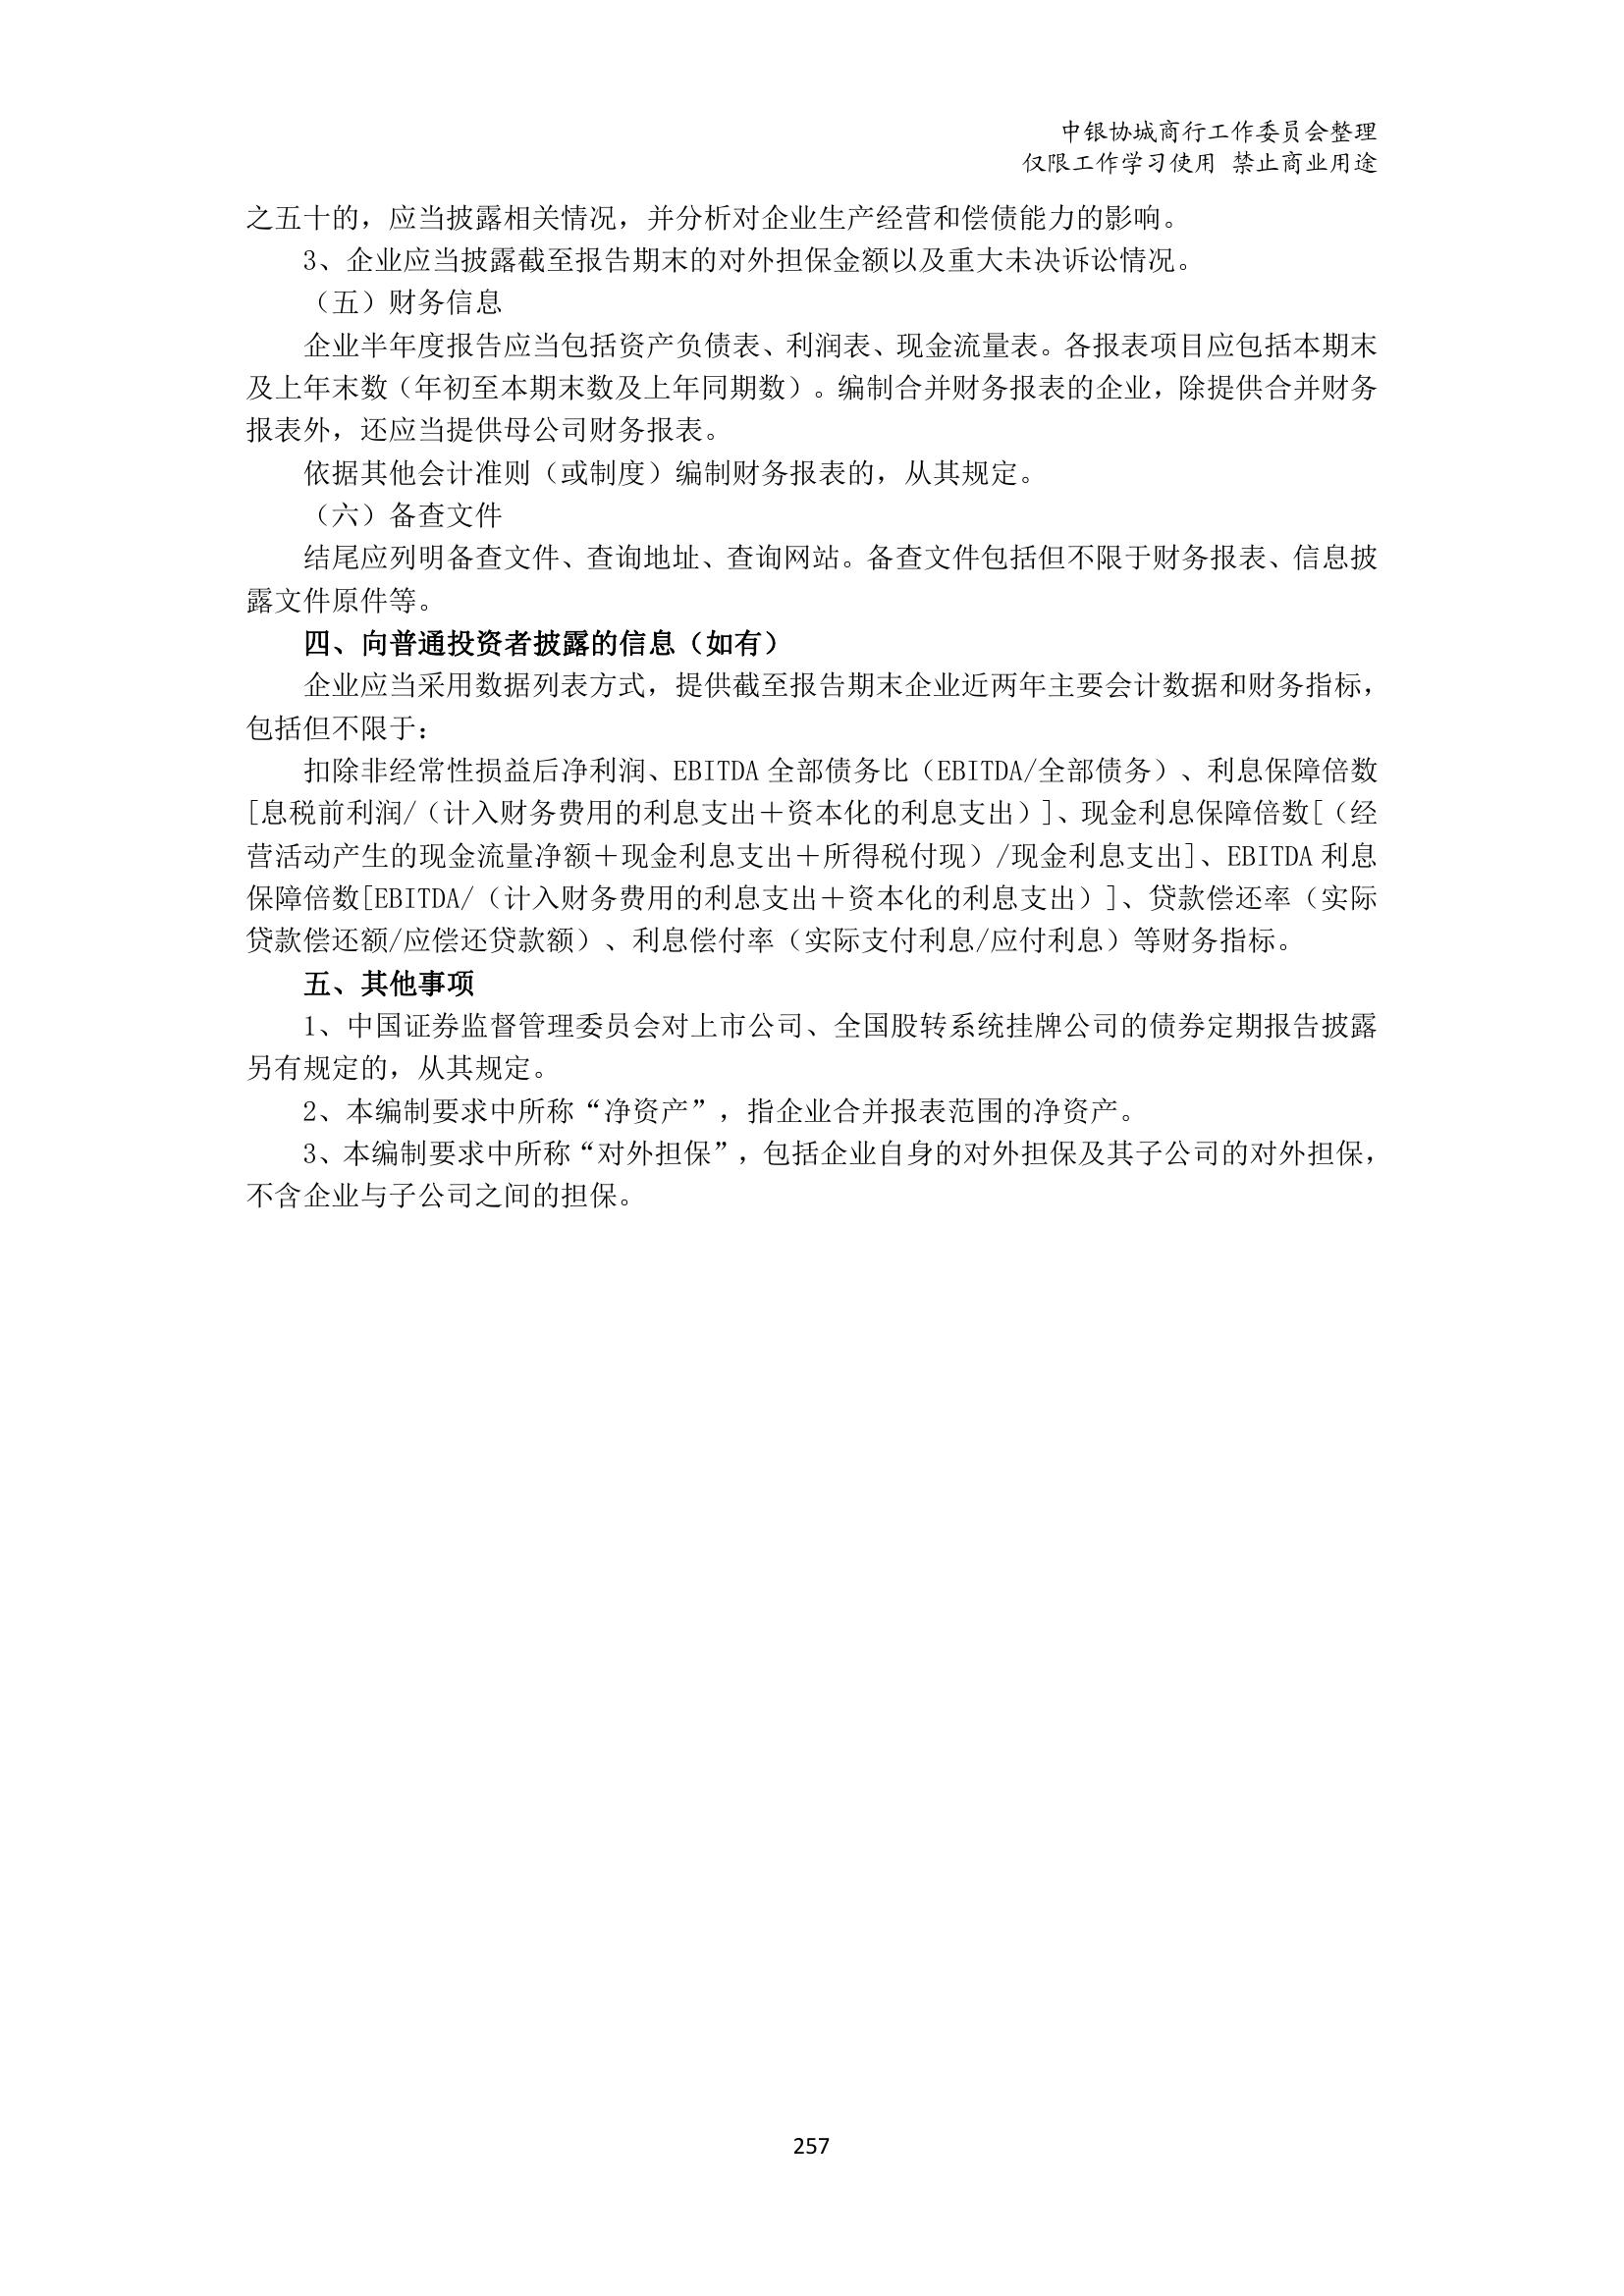 中银协城商行工作委员会整理
仅限工作学习使用 禁止商业用途
之五十的，应当披露相关情况，并分析对企业生产经营和偿债能力的影响。
3、企业应当披露截至报告期末的对外担保金额以及重大未决诉讼情况。
（五）财务信息
企业半年度报告应当包括资产负债表、利润表、现金流量表。各报表项目应包括本期末
及上年末数（年初至本期末数及上年同期数）。编制合并财务报表的企业，除提供合并财务
报表外，还应当提供母公司财务报表。
依据其他会计准则（或制度）编制财务报表的，从其规定。
（六）备查文件
结尾应列明备查文件、查询地址、查询网站。备查文件包括但不限于财务报表、信息披
露文件原件等。
四、向普通投资者披露的信息（如有）
企业应当采用数据列表方式，提供截至报告期末企业近两年主要会计数据和财务指标，
包括但不限于：
扣除非经常性损益后净利润、EBITDA 全部债务比（EBITDA/全部债务）、利息保障倍数
[息税前利润/（计入财务费用的利息支出＋资本化的利息支出）]、现金利息保障倍数[（经
营活动产生的现金流量净额＋现金利息支出＋所得税付现）/现金利息支出]、EBITDA 利息
保障倍数[EBITDA/（计入财务费用的利息支出＋资本化的利息支出）]、贷款偿还率（实际
贷款偿还额/应偿还贷款额）、利息偿付率（实际支付利息/应付利息）等财务指标。
五、其他事项
1、中国证券监督管理委员会对上市公司、全国股转系统挂牌公司的债券定期报告披露
另有规定的，从其规定。
2、本编制要求中所称“净资产”，指企业合并报表范围的净资产。
3、本编制要求中所称“对外担保”，包括企业自身的对外担保及其子公司的对外担保，
不含企业与子公司之间的担保。
257